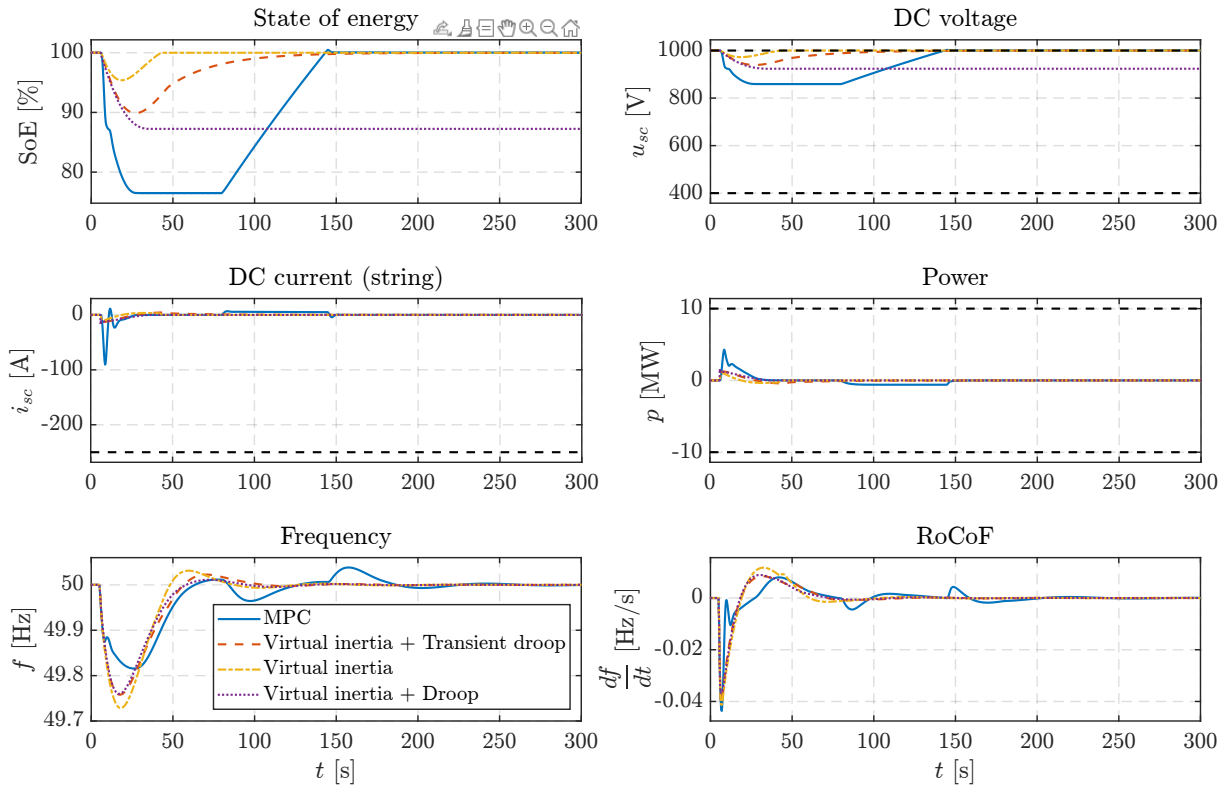 State of energy
DC voltage
100
90
80
SoE [%]
0 50 100 150 200 250 300
1000
800
600
400
u_sc [V]
0 50 100 150 200 250 300
DC current (string)
Power
0
-100
-200
i_sc [A]
0 50 100 150 200 250 300
10
0
-10
p [MW]
0 50 100 150 200 250 300
Frequency
RoCoF
50
49.9
49.8
49.7
f [Hz]
MPC
Virtual inertia + Transient droop
Virtual inertia
Virtual inertia + Droop
0 50 100 150 200 250 300
t [s]
0
-0.02
-0.04
df/dt [Hz/s]
0 50 100 150 200 250 300
t [s]